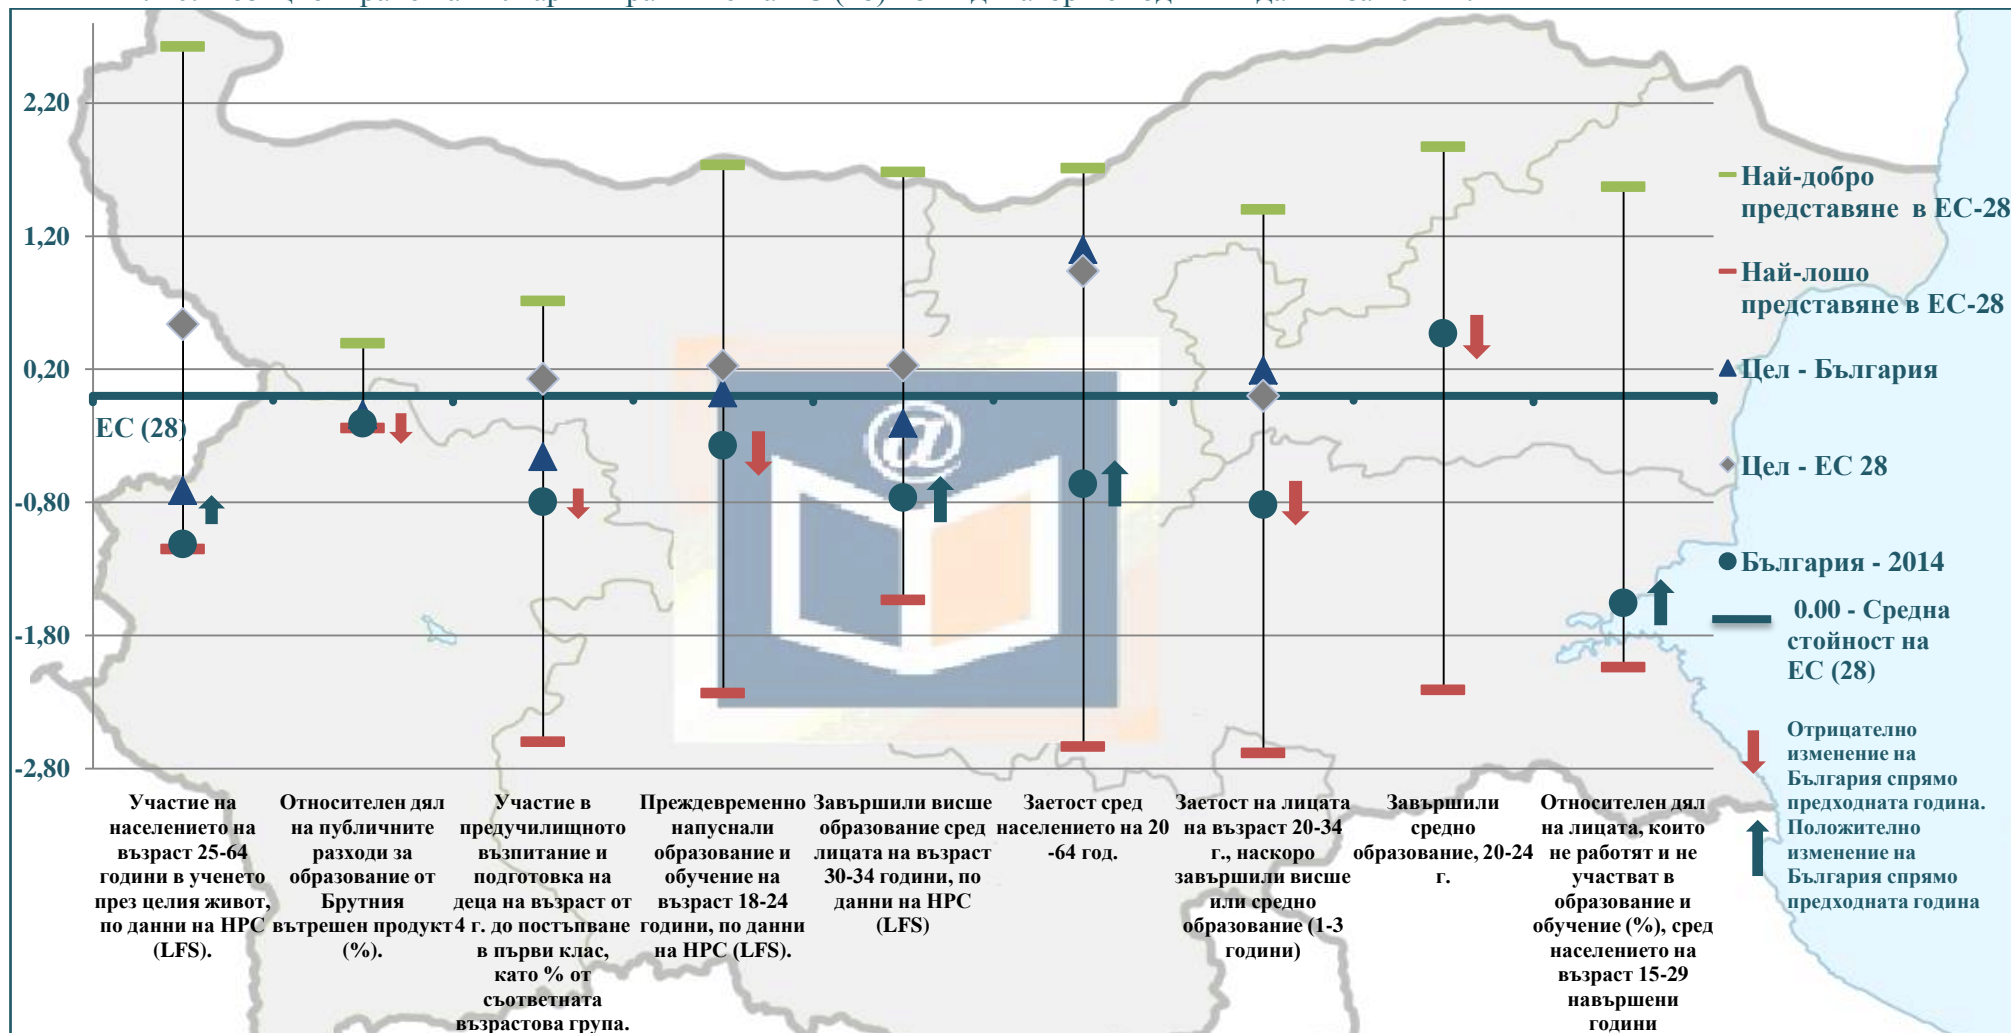 2,20
1,20
0,20
-0,80
-1,80
-2,80
ЕС (28)
@
Най-добро
представяне в ЕС-28
Най-лошо
представяне в ЕС-28
Цел - България
Цел - ЕС 28
България - 2014
0.00 - Средна
стойност на
ЕС (28)
Отрицателно
изменение на
България спрямо
предходната година.
Положително
изменение на
България спрямо
предходната година
Участие на
населението на
възраст 25-64
години в ученето
през целия живот,
по данни на НРС
(LFS).
Относителен дял
на публичните
разходи за
образование от
Брутния
вътрешен продукт
(%).
Участие в
предучилищното
възпитание и
подготовка на
деца на възраст от
4 г. до постъпване
в първи клас,
като % от
съответната
възрастова група.
Преждевременно
напуснали
образование и
обучение на
възраст 18-24
години, по данни
на НРС (LFS).
Завършили висше
образование сред
лицата на възраст
30-34 години, по
данни на НРС
(LFS)
Заетост сред
населението на 20
-64 год.
Заетост на лицата
на възраст 20-34
г., наскоро
завършили висше
или средно
образование (1-3
години)
Завършили
средно
образование, 20-24
г.
Относителен дял
на лицата, които
не работят и не
участват в
образование и
обучение (%), сред
населението на
възраст 15-29
навършени
години